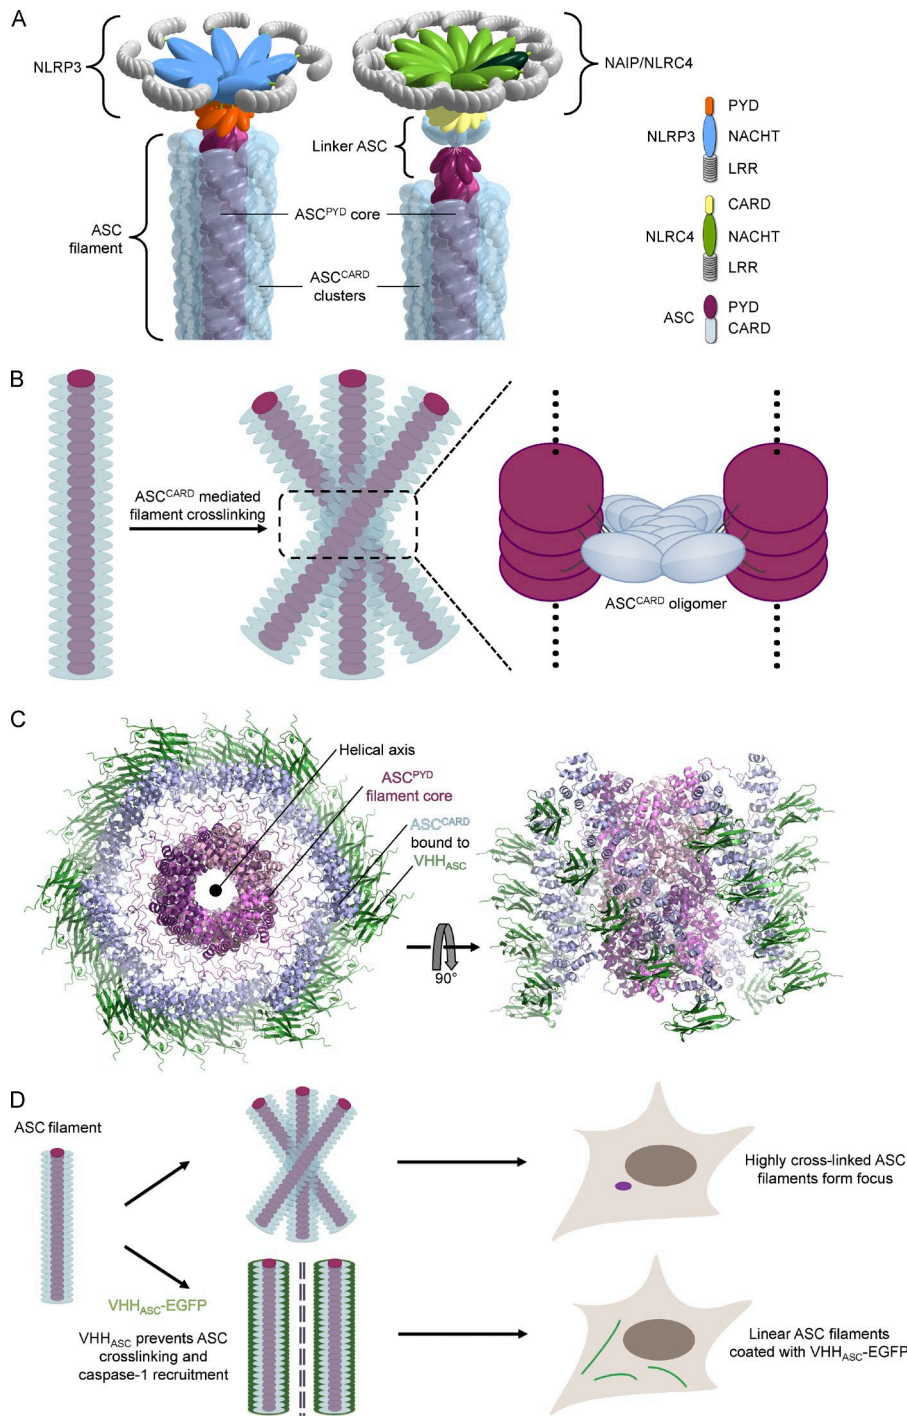 A
NLRP3
NAIP/NLRC4
Linker ASC
ASC
filament
ASCPYD core
ASCCARD
clusters
PYD
NLRP3
NACHT
LRR
CARD
NLRC4
NACHT
LRR
PYD
ASC
CARD
B
ASCCARD mediated
filament crosslinking
ASCCARD oligomer
C
Helical axis
ASCPYD
filament core
ASCCARD
bound to
VHHASC
90°
D
ASC filament
VHHASC-EGFP
VHHASC prevents ASC
crosslinking and
caspase-1 recruitment
Highly cross-linked ASC
filaments form focus
Linear ASC filaments
coated with VHHASC-EGFP